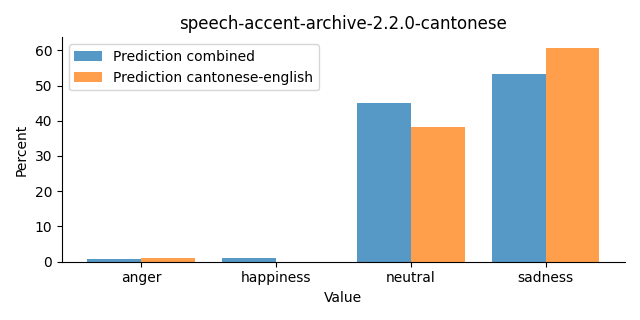 speech-accent-archive-2.2.0-cantonese
Prediction combined
Prediction cantonese-english
Percent
60
50
40
30
20
10
0
anger happiness neutral sadness
Value